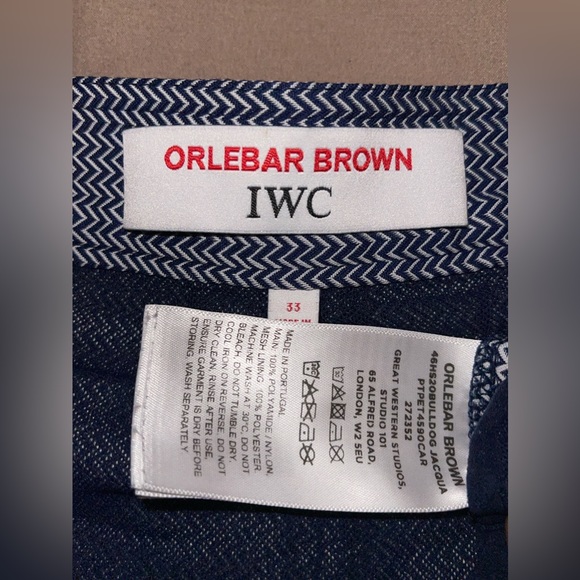 ORLEBAR BROWN
IWC
33
MADE IN
ORLEBAR BROWN
46HS20BULLDOG JACQUA
PTPETF4590CAR
272352
GREAT WESTERN STUDIOS,
STUDIO 101
65 ALFRED ROAD,
LONDON, W2 5EU
MADE IN PORTUGAL
MAIN: 100% POLYAMIDE / NYLON.
MESH LINING: 100% POLYESTER.
MACHINE WASH AT 30°C, DO NOT
BLEACH. DO NOT TUMBLE DRY.
COOL IRON ON REVERSE. DO NOT
DRY CLEAN. RINSE AFTER USE.
ENSURE GARMENT IS DRY BEFORE
STORING. WASH SEPARATELY.